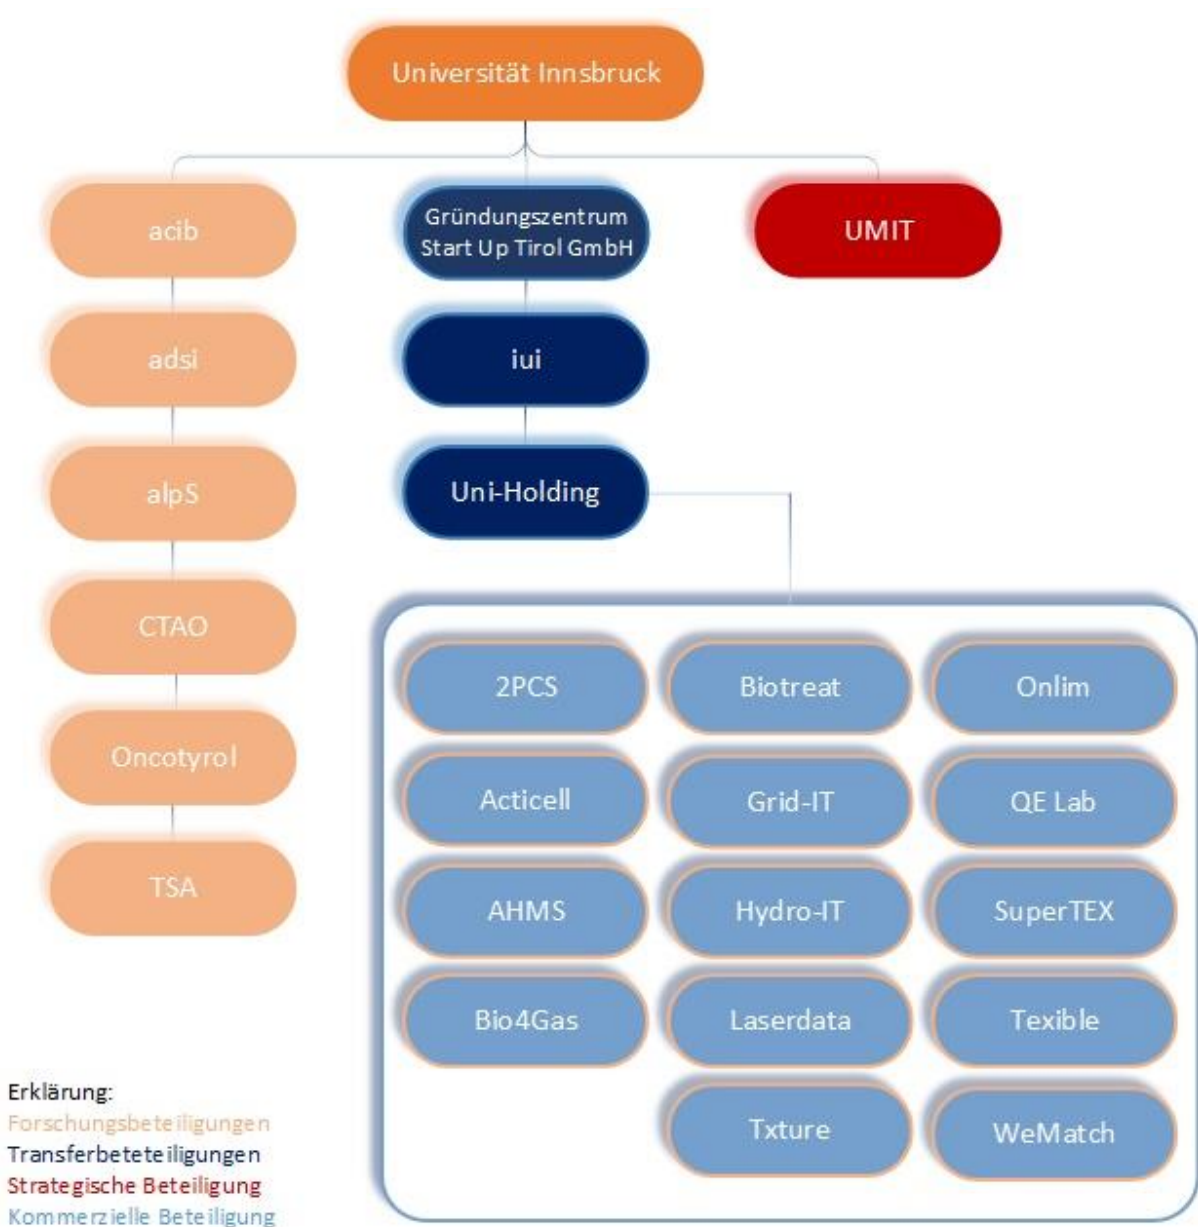 Universität Innsbruck
acib
Gründungszentrum
Start Up Tirol GmbH
UMIT
adsi
iui
alpS
Uni-Holding
CTAO
Oncotyrol
TSA
2PCS
Biotreat
Onlim
Acticell
Grid-IT
QE Lab
AHMS
Hydro-IT
SuperTEX
Bio4Gas
Laserdata
Texible
Txture
WeMatch
Erklärung:
Forschungsbeteiligungen
Transferbeteteiligungen
Strategische Beteiligung
Kommerzielle Beteiligung